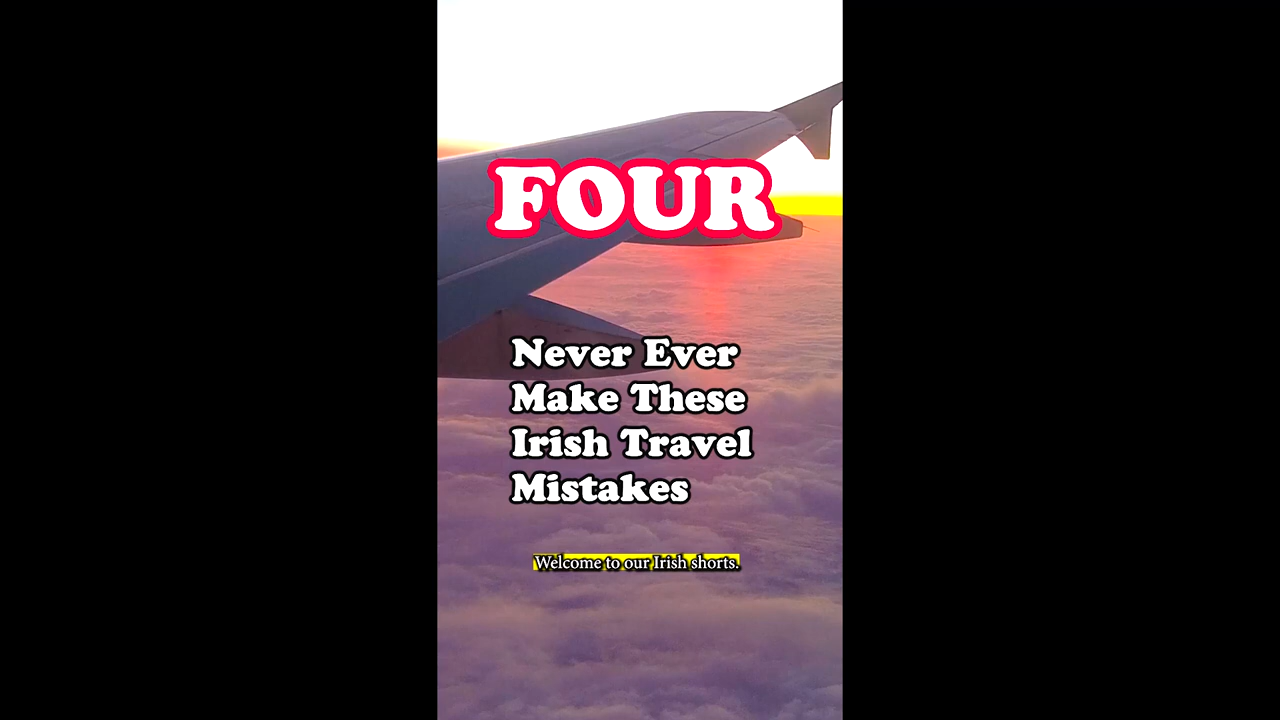 FOUR
Never Ever
Make These
Irish Travel
Mistakes
Welcome to our Irish shorts.